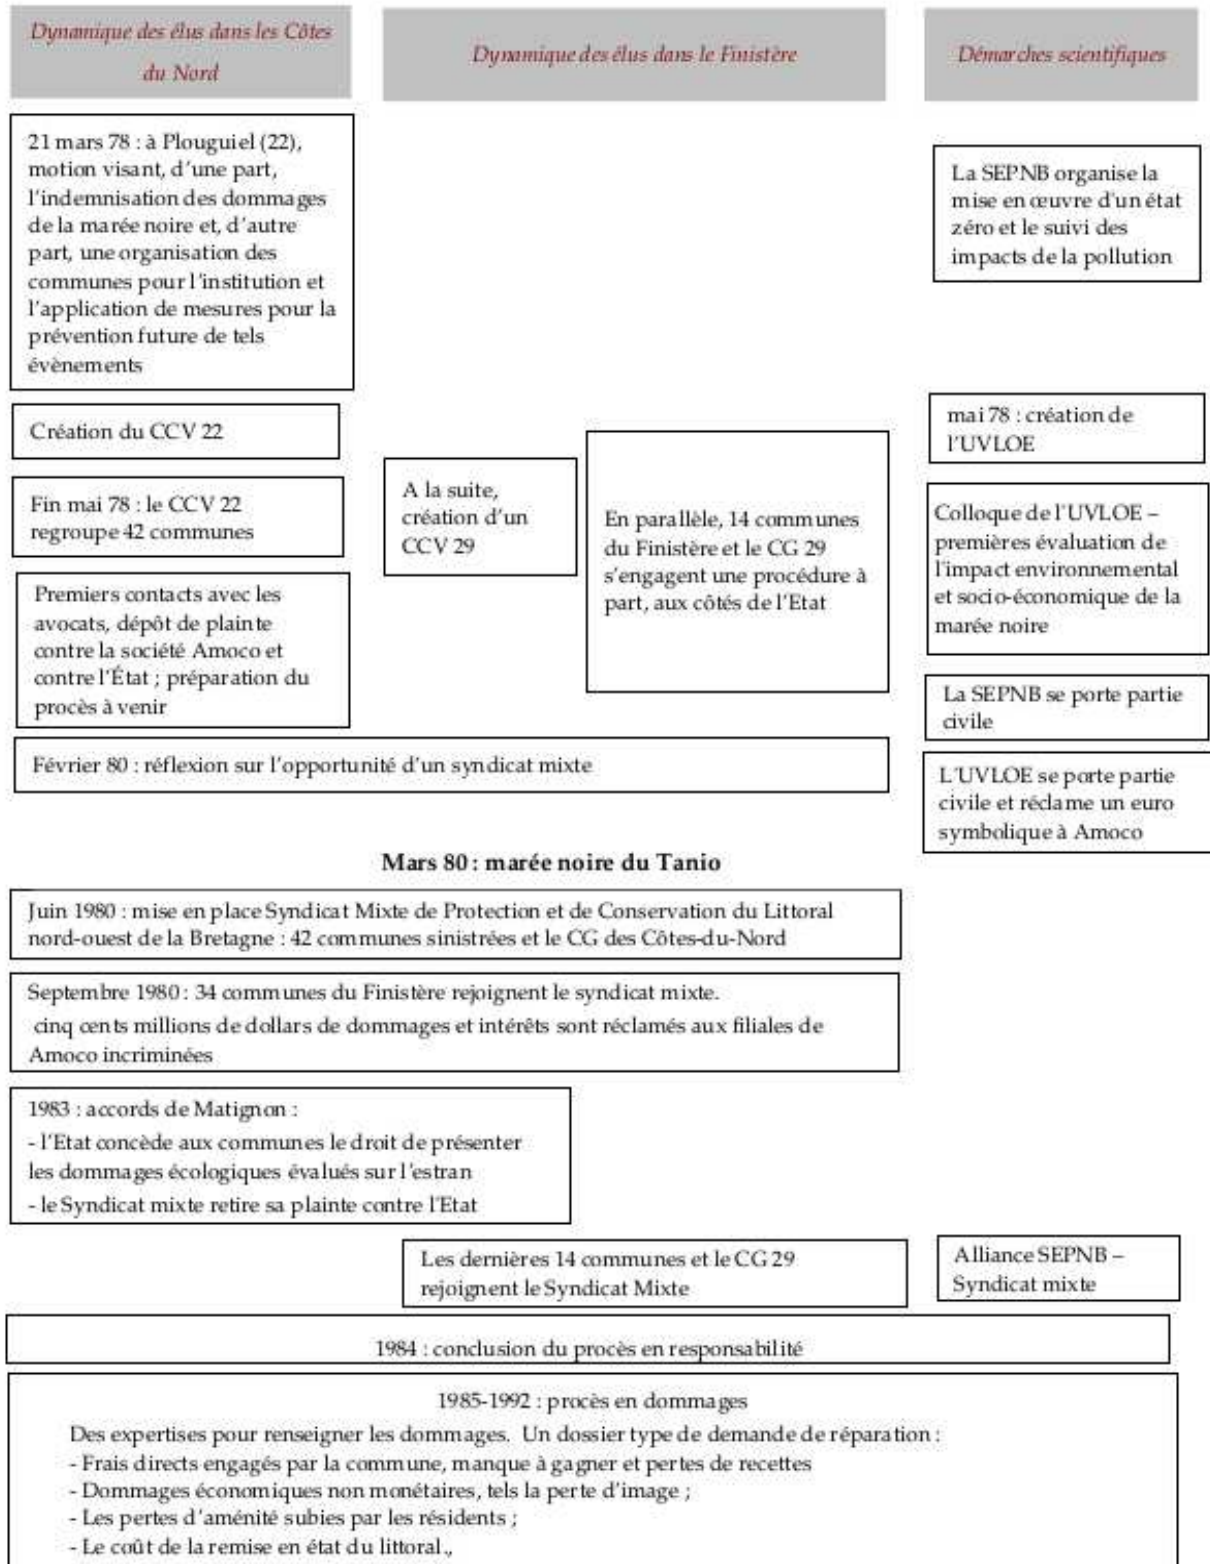 Dynamique des élus dans les Côtes
du Nord
Dynamique des élus dans le Finistère
Démarches scientifiques
21 mars 78 : à Plouguiel (22),
motion visant, d'une part,
l'indemnisation des dommages
de la marée noire et, d'autre
part, une organisation des
communes pour l'institution et
l'application de mesures pour la
prévention future de tels
évènements
La SEPNB organise la
mise en œuvre d'un état
zéro et le suivi des
impacts de la pollution
Création du CCV 22
mai 78 : création de
l'UVLOE
Fin mai 78 : le CCV 22
regroupe 42 communes
A la suite,
création d'un
CCV 29
En parallèle, 14 communes
du Finistère et le CG 29
s'engagent une procédure à
part, aux côtés de l'Etat
Colloque de l'UVLOE –
premières évaluation de
l'impact environnemental
et socio-économique de la
marée noire
Premiers contacts avec les
avocats, dépôt de plainte
contre la société Amoco et
contre l'État ; préparation du
procès à venir
La SEPNB se porte partie
civile
Février 80 : réflexion sur l'opportunité d'un syndicat mixte
L'UVLOE se porte partie
civile et réclame un euro
symbolique à Amoco
Mars 80 : marée noire du Tanio
Juin 1980 : mise en place Syndicat Mixte de Protection et de Conservation du Littoral
nord-ouest de la Bretagne : 42 communes sinistrées et le CG des Côtes-du-Nord
Septembre 1980 : 34 communes du Finistère rejoignent le syndicat mixte.
cinq cents millions de dollars de dommages et intérêts sont réclamés aux filiales de
Amoco incriminées
1983 : accords de Matignon :
- l'Etat concède aux communes le droit de présenter
les dommages écologiques évalués sur l'estran
- le Syndicat mixte retire sa plainte contre l'Etat
Les dernières 14 communes et le CG 29
rejoignent le Syndicat Mixte
Alliance SEPNB –
Syndicat mixte
1984 : conclusion du procès en responsabilité
1985-1992 : procès en dommages
Des expertises pour renseigner les dommages. Un dossier type de demande de réparation :
- Frais directs engagés par la commune, manque à gagner et pertes de recettes
- Dommages économiques non monétaires, tels la perte d'image ;
- Les pertes d'aménité subies par les résidents ;
- Le coût de la remise en état du littoral.,